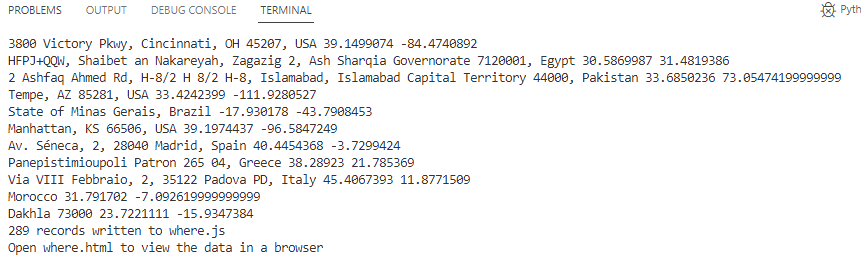 PROBLEMS OUTPUT DEBUG CONSOLE TERMINAL Pyth
3800 Victory Pkwy, Cincinnati, OH 45207, USA 39.1499074 -84.4740892
HFPJ+QQW, Shaibet an Nakareyah, Zagazig 2, Ash Sharqia Governorate 7120001, Egypt 30.5869987 31.4819386
2 Ashfaq Ahmed Rd, H-8/2 H 8/2 H-8, Islamabad, Islamabad Capital Territory 44000, Pakistan 33.6850236 73.05474199999999
Tempe, AZ 85281, USA 33.4242399 -111.9280527
State of Minas Gerais, Brazil -17.930178 -43.7908453
Manhattan, KS 66506, USA 39.1974437 -96.5847249
Av. Séneca, 2, 28040 Madrid, Spain 40.4454368 -3.7299424
Panepistimioupoli Patron 265 04, Greece 38.28923 21.785369
Via VIII Febbraio, 2, 35122 Padova PD, Italy 45.4067393 11.8771509
Morocco 31.791702 -7.092619999999999
Dakhla 73000 23.7221111 -15.9347384
289 records written to where.js
Open where.html to view the data in a browser